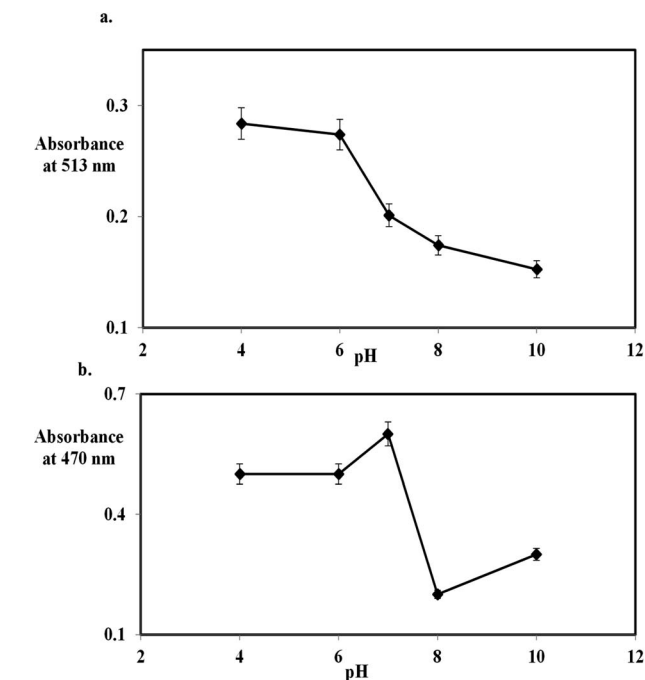 a.
0.3
Absorbance
at 513 nm
0.2
0.1
2 4 6 8 10 12
pH
b.
0.7
Absorbance
at 470 nm
0.4
0.1
2 4 6 8 10 12
pH